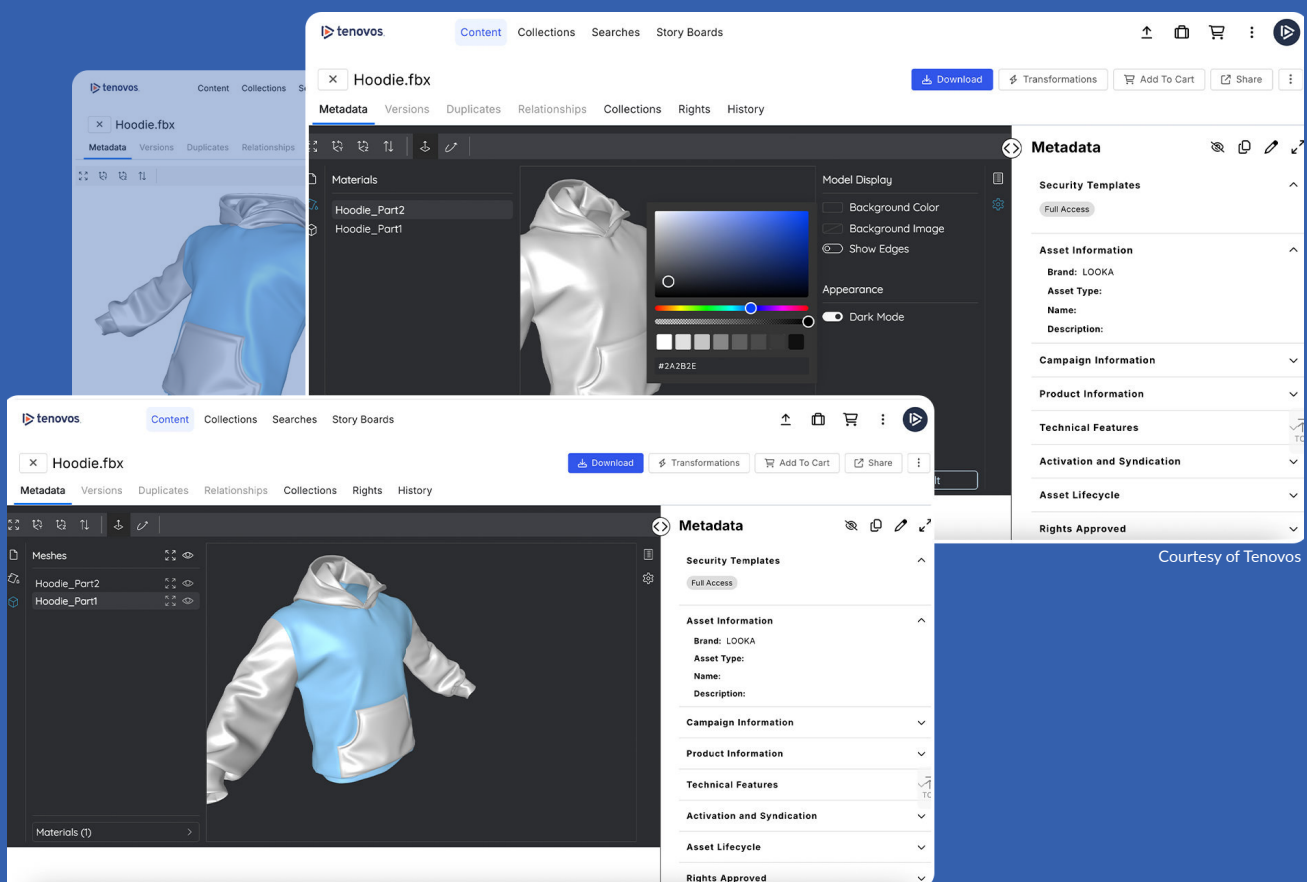 tenovos
Content Collections Searches Story Boards
Hoodie.fbx
Download Transformations Add To Cart Share
Metadata Versions Duplicates Relationships Collections Rights History
Materials
Hoodie_Part2
Hoodie_Part1
#2A2B2E
Model Display
Background Color
Background Image
Show Edges
Appearance
Dark Mode
Metadata
Security Templates
Full Access
Asset Information
Brand: LOOKA
Asset Type:
Name:
Description:
Campaign Information
Product Information
Technical Features
TO
Activation and Syndication
Asset Lifecycle
Rights Approved
Courtesy of Tenovos
tenovos
Content Collections
Hoodie.fbx
Metadata Versions Duplicates Relationships
tenovos
Content Collections Searches Story Boards
Hoodie.fbx
Download Transformations Add To Cart Share
Metadata Versions Duplicates Relationships Collections Rights History
Meshes
Hoodie_Part2
Hoodie_Part1
Materials (1)
Metadata
Security Templates
Full Access
Asset Information
Brand: LOOKA
Asset Type:
Name:
Description:
Campaign Information
Product Information
Technical Features
TO
Activation and Syndication
Asset Lifecycle
Rights Approved